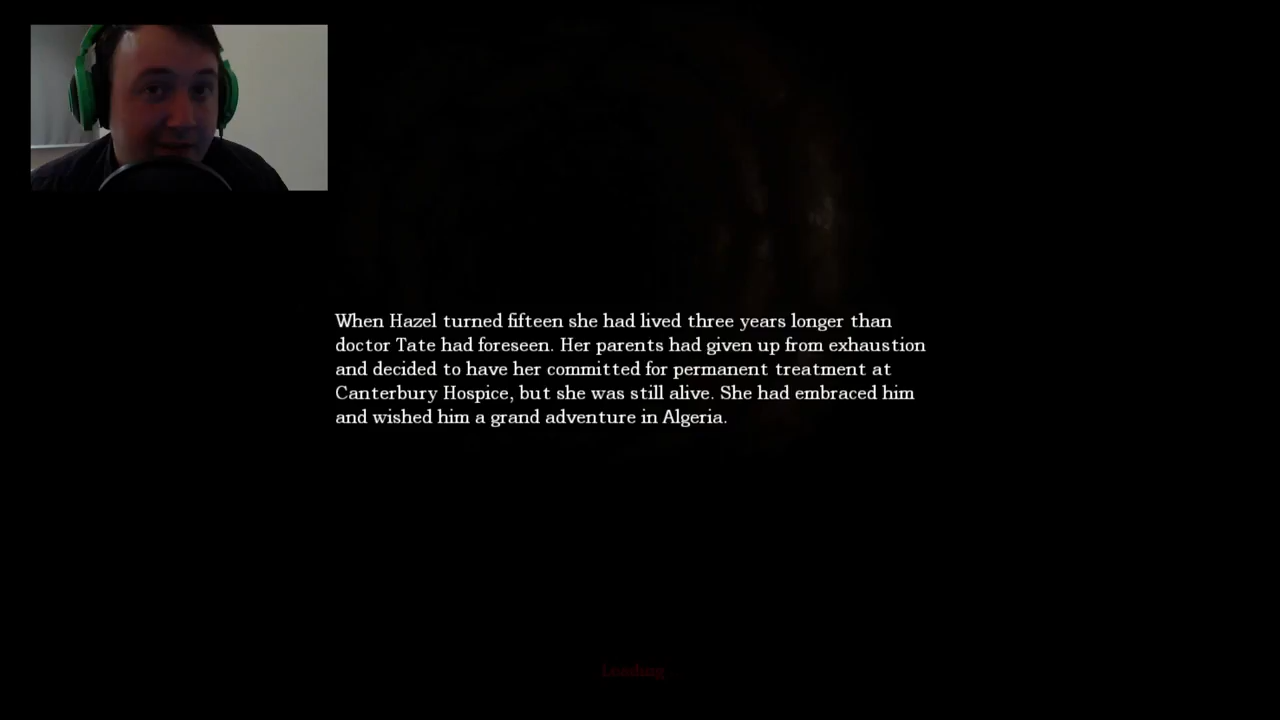 When Hazel turned fifteen she had lived three years longer than
doctor Tate had foreseen. Her parents had given up from exhaustion
and decided to have her committed for permanent treatment at
Canterbury Hospice, but she was still alive. She had embraced him
and wished him a grand adventure in Algeria.
Loading